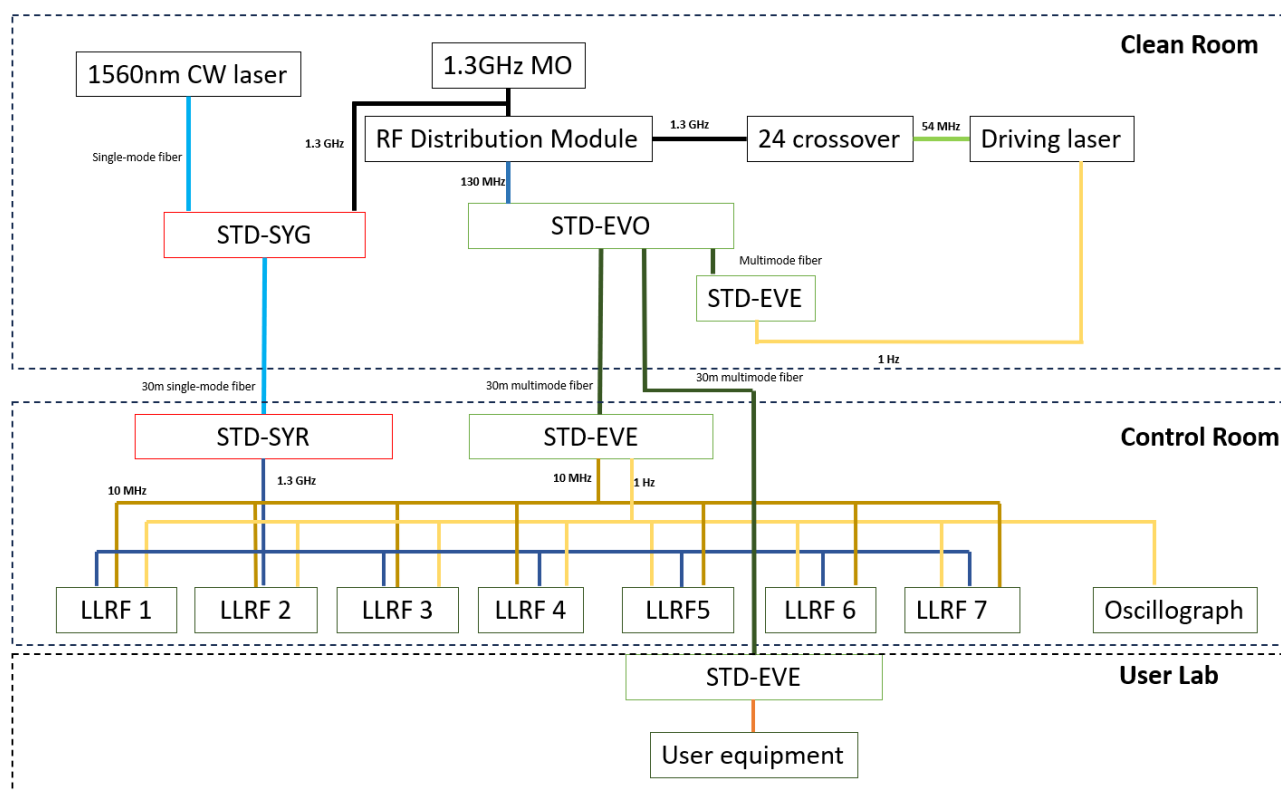 Clean Room
1560nm CW laser
1.3GHz MO
1.3 GHz
RF Distribution Module
1.3 GHz
24 crossover
54 MHz
Driving laser
Single-mode fiber
130 MHz
STD-SYG
STD-EVO
Multimode fiber
STD-EVE
1 Hz
30m single-mode fiber
30m multimode fiber
30m multimode fiber
Control Room
STD-SYR
STD-EVE
1.3 GHz
10 MHz
1 Hz
10 MHz
LLRF 1
LLRF 2
LLRF 3
LLRF 4
LLRF5
LLRF 6
LLRF 7
Oscillograph
User Lab
STD-EVE
User equipment